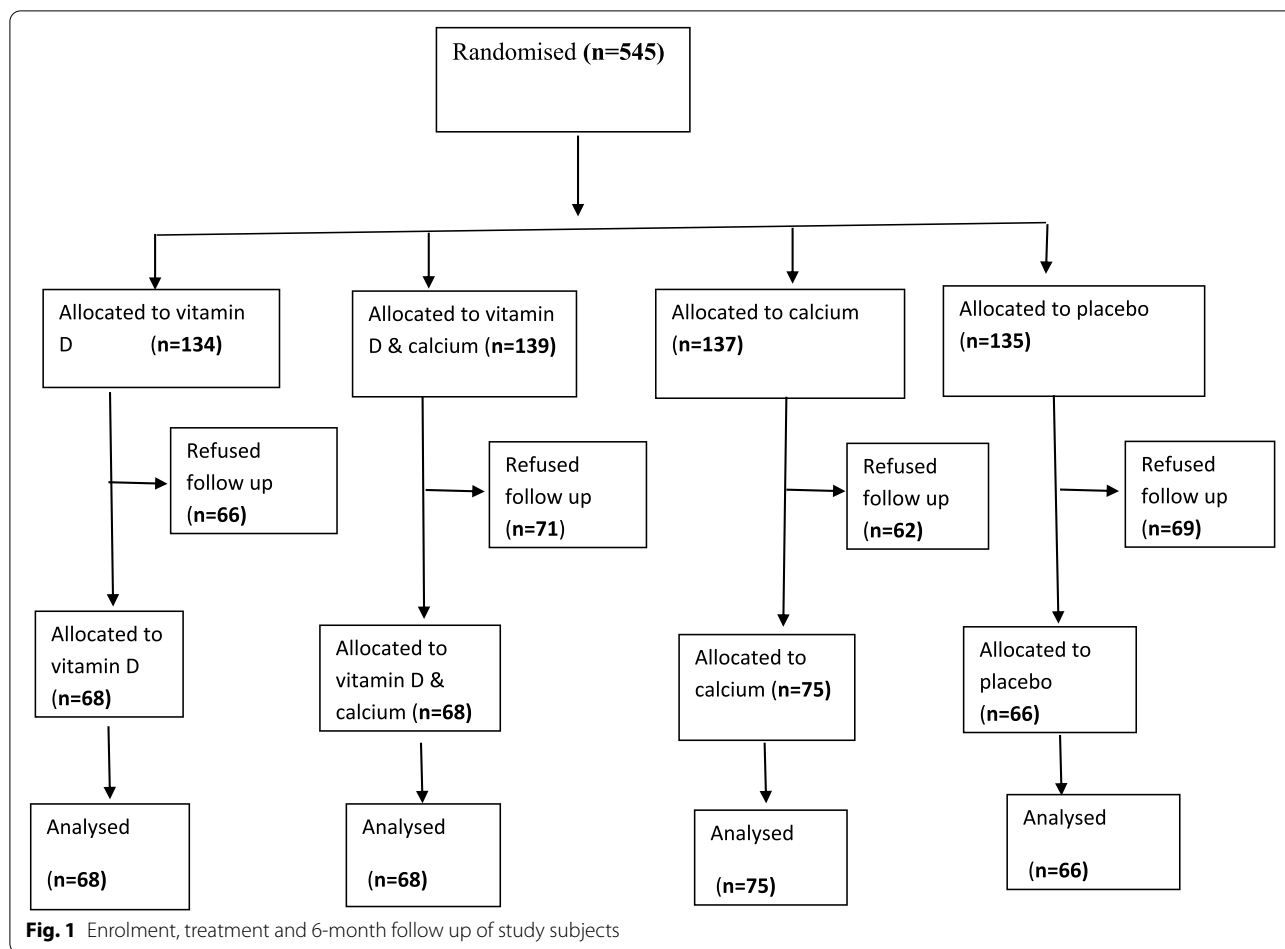 Randomised (n=545)
Allocated to vitamin
D (n=134)
Allocated to vitamin
D & calcium (n=139)
Allocated to calcium
(n=137)
Allocated to placebo
(n=135)
Refused
follow up
(n=66)
Refused
follow up
(n=71)
Refused
follow up
(n=62)
Refused
follow up
(n=69)
Allocated to
vitamin D
(n=68)
Allocated to
vitamin D &
calcium (n=68)
Allocated to
calcium (n=75)
Allocated to
placebo
(n=66)
Analysed
(n=68)
Analysed
(n=68)
Analysed
(n=75)
Analysed
(n=66)
Fig. 1 Enrolment, treatment and 6-month follow up of study subjects